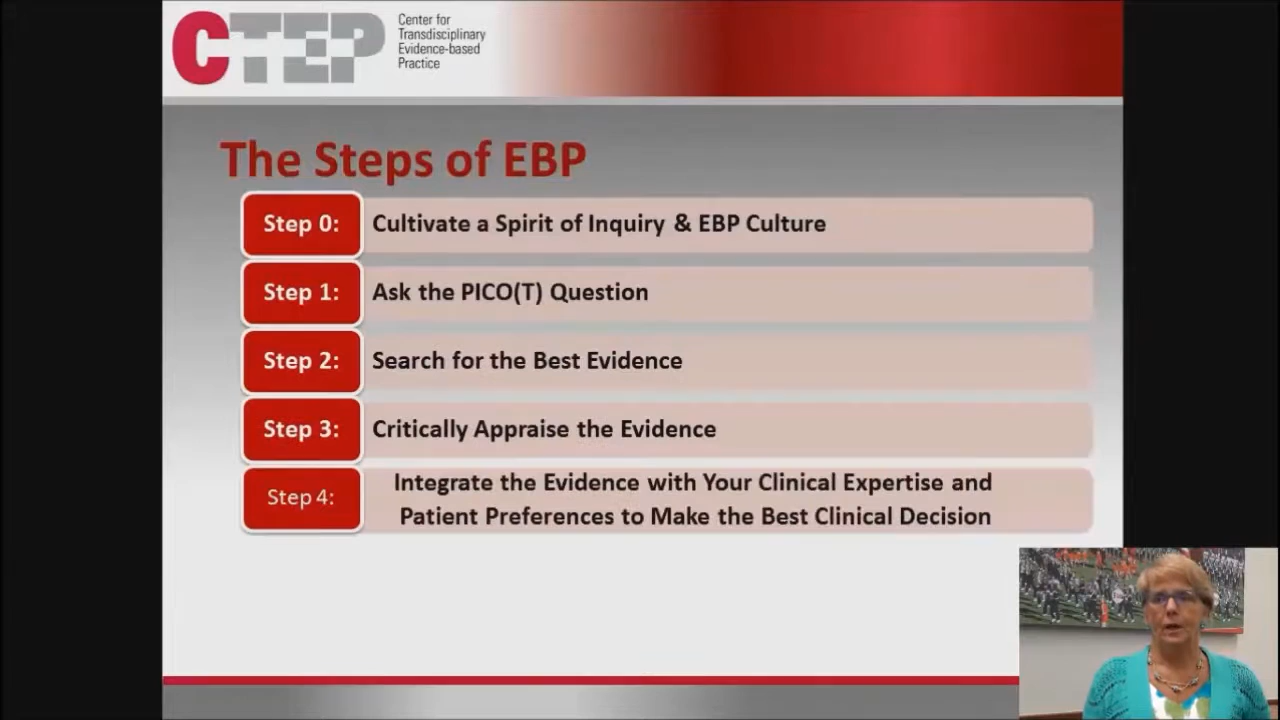 CTEP
Center for
Transdisciplinary
Evidence-based
Practice
The Steps of EBP
Step 0:
Cultivate a Spirit of Inquiry & EBP Culture
Step 1:
Ask the PICO(T) Question
Step 2:
Search for the Best Evidence
Step 3:
Critically Appraise the Evidence
Step 4:
Integrate the Evidence with Your Clinical Expertise and
Patient Preferences to Make the Best Clinical Decision